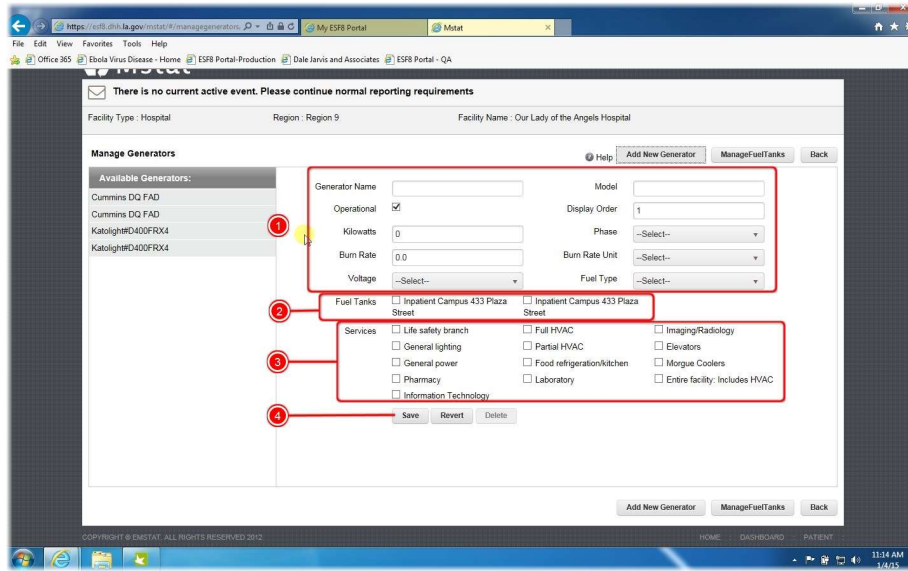 https://esf8.dhh.la.gov/mstat/#/managegenerators,
My ESF8 Portal
Mstat
File Edit View Favorites Tools Help
Office 365 Ebola Virus Disease - Home ESF8 Portal-Production Dale Jarvis and Associates ESF8 Portal - QA
Mstat
There is no current active event. Please continue normal reporting requirements
Facility Type : Hospital Region : Region 9 Facility Name : Our Lady of the Angels Hospital
Manage Generators Help Add New Generator ManageFuelTanks Back
Available Generators:
Cummins DQ FAD
Cummins DQ FAD
Katolight#D400FRX4
Katolight#D400FRX4
1
Generator Name Model
Operational Display Order 1
Kilowatts 0 Phase --Select--
Burn Rate 0.0 Burn Rate Unit --Select--
Voltage --Select-- Fuel Type --Select--
2
Fuel Tanks Inpatient Campus 433 Plaza Street Inpatient Campus 433 Plaza Street
3
Services Life safety branch Full HVAC Imaging/Radiology
General lighting Partial HVAC Elevators
General power Food refrigeration/kitchen Morgue Coolers
Pharmacy Laboratory Entire facility: Includes HVAC
Information Technology
4
Save Revert Delete
Add New Generator ManageFuelTanks Back
COPYRIGHT © EMSTAT. ALL RIGHTS RESERVED 2012 HOME DASHBOARD PATIENT
11:14 AM
1/4/15